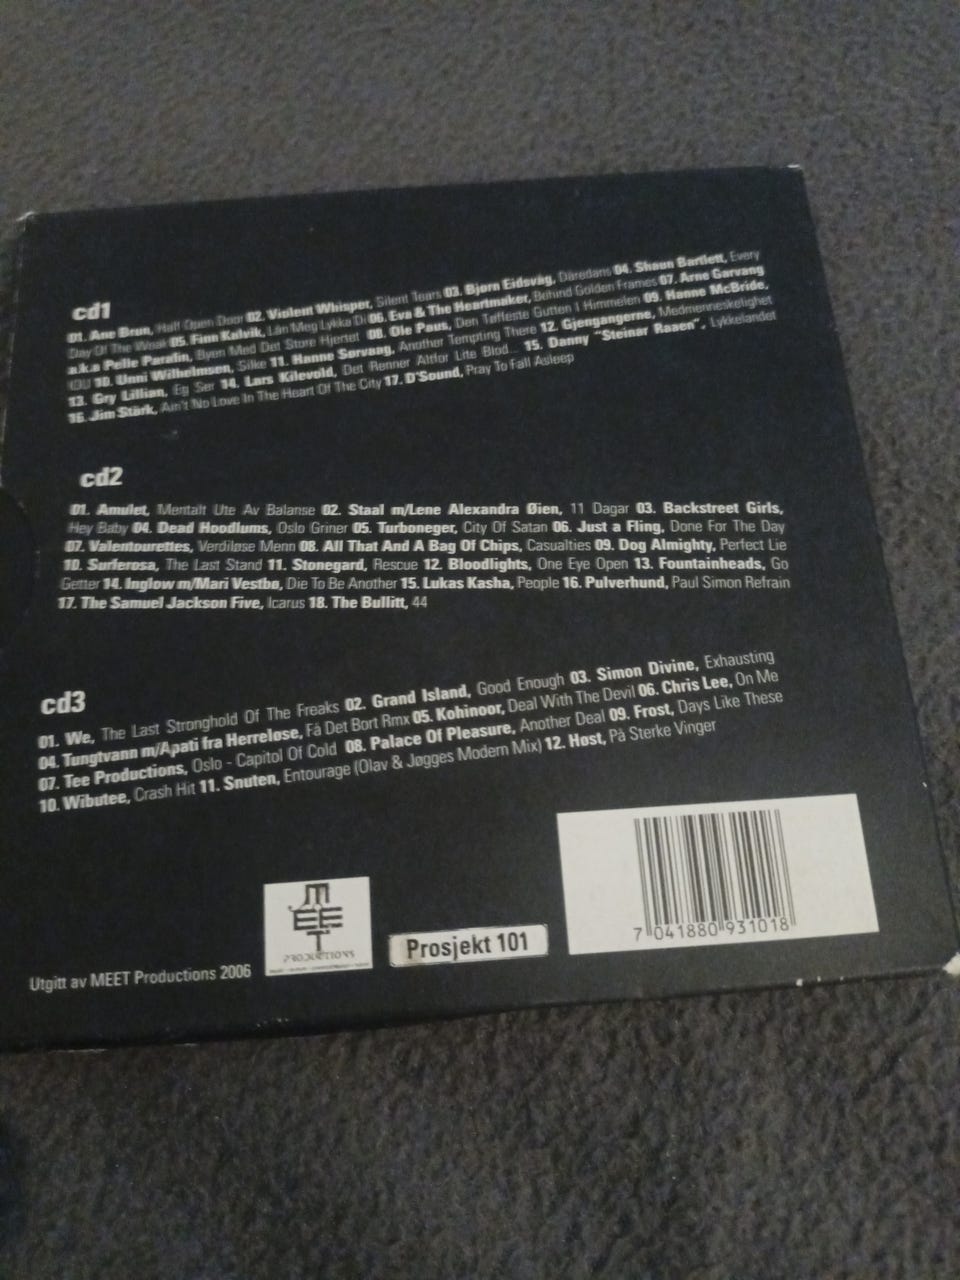 cd1
01. Ane Brun, Half Open Door 02. Violent Whisper, Silent Tears 03. Bjørn Eidsvåg, Daredans 04. Shaun Bartlett, Every
Day Of The Week 05. Finn Kalvik, Lån Meg Lykka Di 06. Eva & The Heartmaker, Behind Golden Frames 07. Arne Garvang
a.k.a Pelle Parafin, Byen Med Det Store Hjertet 08. Ole Paus, Den Tøffeste Gutten I Himmelen 09. Hanne McBride,
IOU 10. Unni Wilhelmsen, Silke 11. Hanne Sørvang, Another Tempting There 12. Gjengangerne, Medmenneskelighet
13. Gry Lillian, Eg Ser 14. Lars Kilevold, Det Renner Altfor Lite Blod... 15. Danny "Steinar Raaen", Lykkelandet
16. Jim Stärk, Ain't No Love In The Heart Of The City 17. D'Sound, Pray To Fall Asleep
cd2
01. Amulet, Mentalt Ute Av Balanse 02. Staal m/Lene Alexandra Øien, 11 Dagar 03. Backstreet Girls,
Hey Baby 04. Dead Hoodlums, Oslo Griner 05. Turboneger, City Of Satan 06. Just a Fling, Done For The Day
07. Valentourettes, Verdiløse Menn 08. All That And A Bag Of Chips, Casualties 09. Dog Almighty, Perfect Lie
10. Surferosa, The Last Stand 11. Stonegard, Rescue 12. Bloodlights, One Eye Open 13. Fountainheads, Go
Getter 14. Inglow m/Mari Vestbø, Die To Be Another 15. Lukas Kasha, People 16. Pulverhund, Paul Simon Refrain
17. The Samuel Jackson Five, Icarus 18. The Bullitt, 44
cd3
01. We, The Last Stronghold Of The Freaks 02. Grand Island, Good Enough 03. Simon Divine, Exhausting
04. Tungtvann m/Apati fra Herreløse, Få Det Bort Rmx 05. Kohinoor, Deal With The Devil 06. Chris Lee, On Me
07. Tee Productions, Oslo - Capitol Of Cold 08. Palace Of Pleasure, Another Deal 09. Frost, Days Like These
10. Wibutee, Crash Hit 11. Snuten, Entourage (Olav & Jøgges Modern Mix) 12. Høst, På Sterke Vinger
Utgitt av MEET Productions 2006
MEET
PRODUCTIONS
Prosjekt 101
7 041880 931018